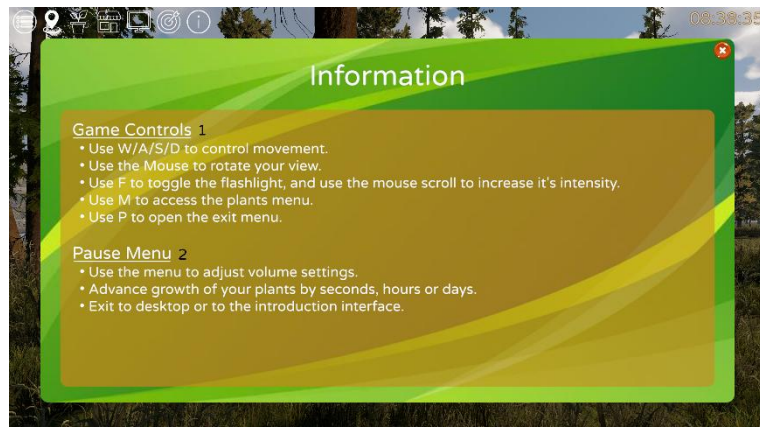 08:38:35
Information
Game Controls 1
• Use W/A/S/D to control movement.
• Use the Mouse to rotate your view.
• Use F to toggle the flashlight, and use the mouse scroll to increase it's intensity.
• Use M to access the plants menu.
• Use P to open the exit menu.
Pause Menu 2
• Use the menu to adjust volume settings.
• Advance growth of your plants by seconds, hours or days.
• Exit to desktop or to the introduction interface.